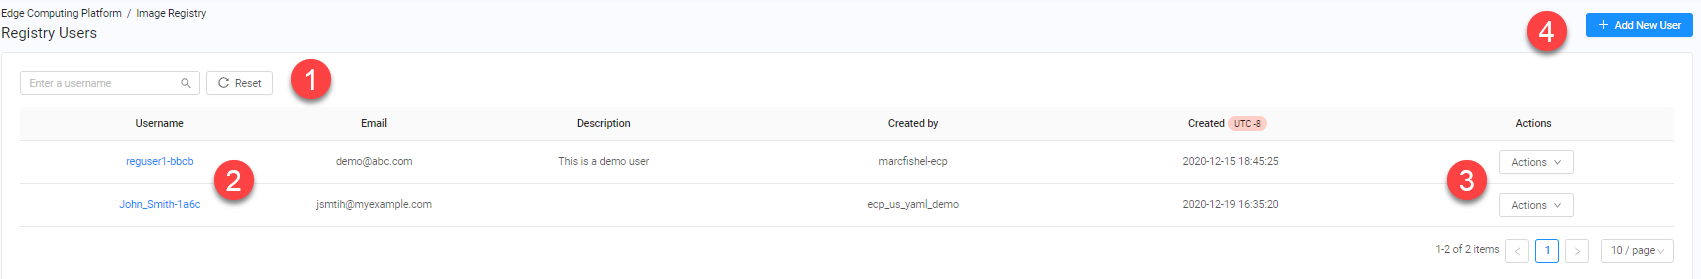 Edge Computing Platform / Image Registry
Registry Users
4
+ Add New User
Enter a username
Reset
1
Username Email Description Created by Created UTC -8 Actions
reguser1-bbcb demo@abc.com This is a demo user marcfishel-ecp 2020-12-15 18:45:25 Actions
2
3
John_Smith-1a6c jsmtih@myexample.com ecp_us_yaml_demo 2020-12-19 16:35:20 Actions
1-2 of 2 items < 1 > 10 / page